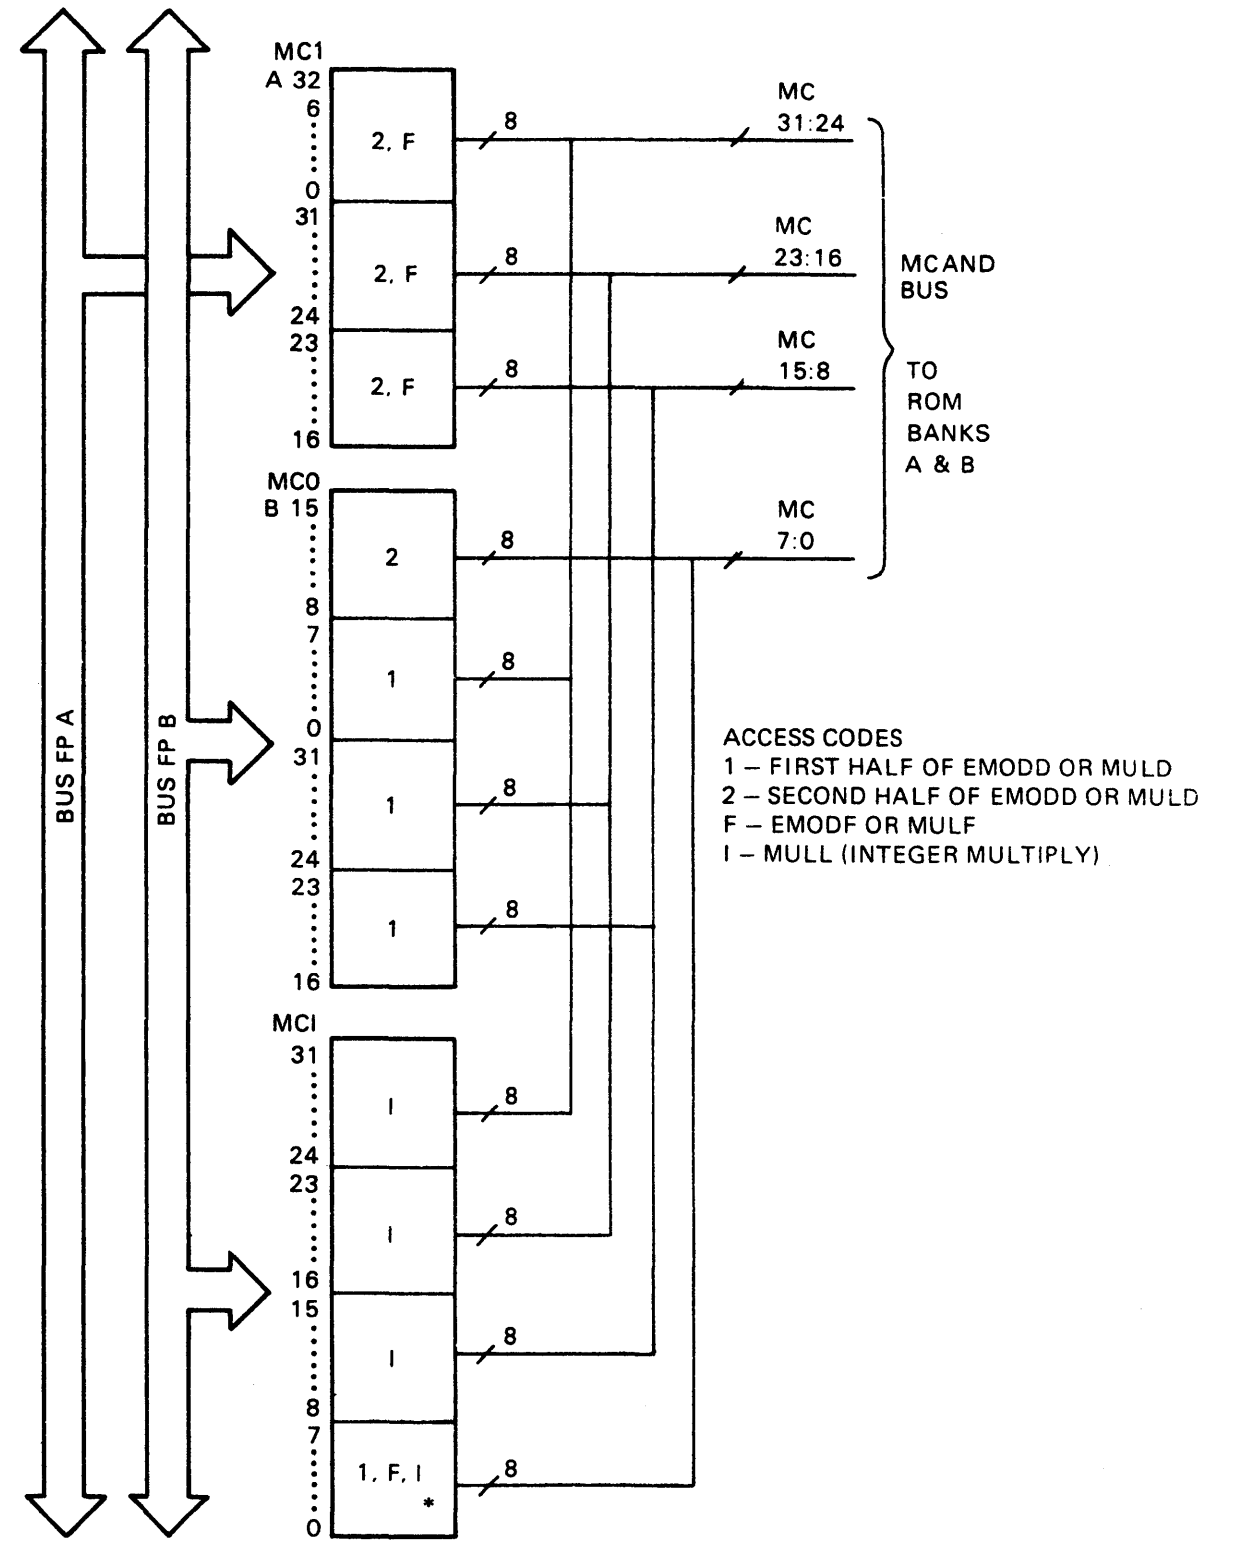 MC1
A 32
6
0
2, F
8
MC
31:24
31
24
2, F
8
MC
23:16
23
16
2, F
8
MC
15:8
MCAND
BUS
TO
ROM
BANKS
A & B
MC0
B 15
8
2
8
MC
7:0
7
0
1
8
31
24
1
8
23
16
1
8
BUS FP A
BUS FP B
ACCESS CODES
1 – FIRST HALF OF EMODD OR MULD
2 – SECOND HALF OF EMODD OR MULD
F – EMODF OR MULF
I – MULL (INTEGER MULTIPLY)
MCI
31
24
I
8
23
16
I
8
15
8
I
8
7
0
1, F, I
*
8